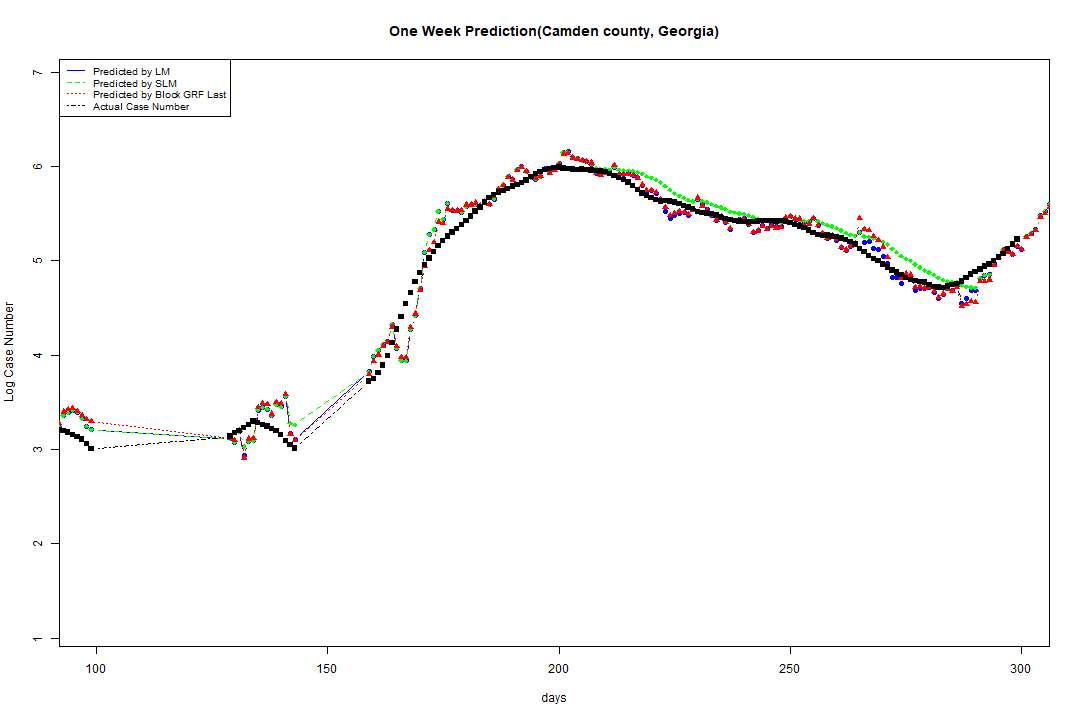 One Week Prediction(Camden county, Georgia)
Predicted by LM
Predicted by SLM
Predicted by Block GRF Last
Actual Case Number
7
6
5
4
3
2
1
Log Case Number
100 150 200 250 300
days